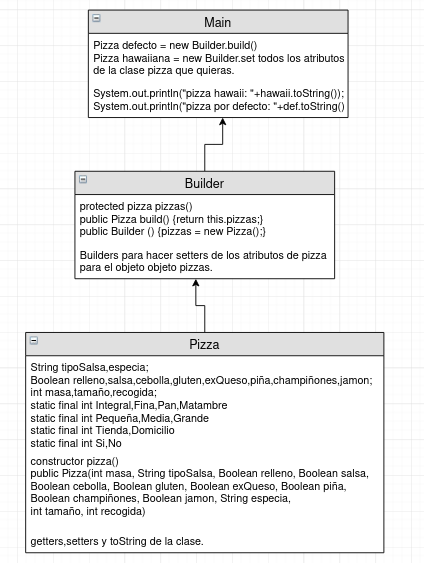 Main
Pizza defecto = new Builder.build()
Pizza hawaiiana = new Builder.set todos los atributos
de la clase pizza que quieras.
System.out.println("pizza hawaii: "+hawaii.toString());
System.out.println("pizza por defecto: "+def.toString()
Builder
protected pizza pizzas()
public Pizza build() {return this.pizzas;}
public Builder () {pizzas = new Pizza();}
Builders para hacer setters de los atributos de pizza
para el objeto objeto pizzas.
Pizza
String tipoSalsa,especia;
Boolean relleno,salsa,cebolla,gluten,exQueso,piña,champiñones,jamon;
int masa,tamaño,recogida;
static final int Integral,Fina,Pan,Matambre
static final int Pequeña,Media,Grande
static final int Tienda,Domicilio
static final int Si,No
constructor pizza()
public Pizza(int masa, String tipoSalsa, Boolean relleno, Boolean salsa,
Boolean cebolla, Boolean gluten, Boolean exQueso, Boolean piña,
Boolean champiñones, Boolean jamon, String especia,
int tamaño, int recogida)
getters,setters y toString de la clase.